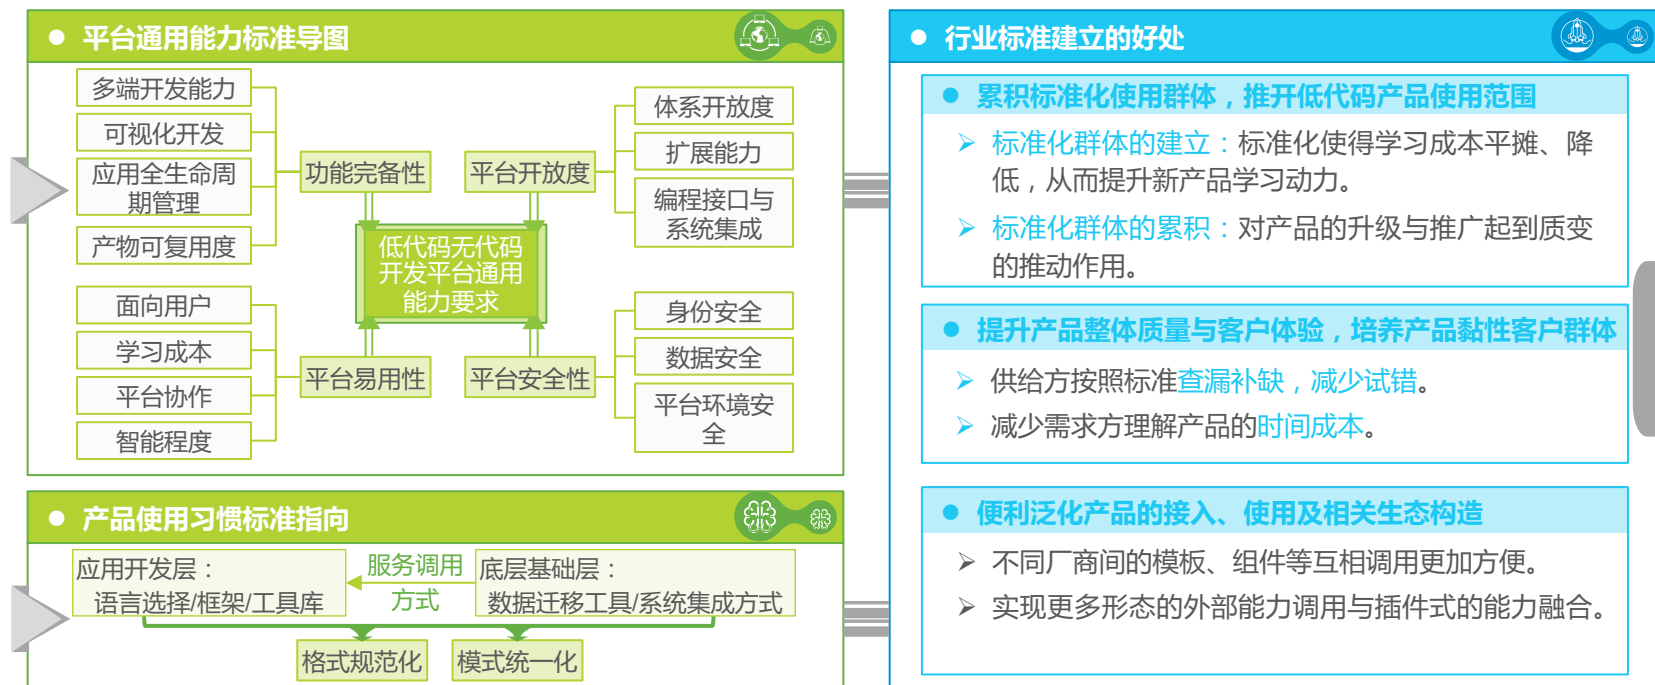 平台通用能力标准导图
多端开发能力
可视化开发
应用全生命周
期管理
产物可复用度
功能完备性
平台开放度
体系开放度
扩展能力
编程接口与
系统集成
低代码无代码
开发平台通用
能力要求
面向用户
学习成本
平台协作
智能程度
平台易用性
平台安全性
身份安全
数据安全
平台环境安
全
产品使用习惯标准指向
应用开发层：
语言选择/框架/工具库
服务调用
方式
底层基础层：
数据迁移工具/系统集成方式
格式规范化
模式统一化
行业标准建立的好处
累积标准化使用群体，推开低代码产品使用范围
标准化群体的建立：标准化使得学习成本平摊、降
低，从而提升新产品学习动力。
标准化群体的累积：对产品的升级与推广起到质变
的推动作用。
提升产品整体质量与客户体验，培养产品黏性客户群体
供给方按照标准查漏补缺，减少试错。
减少需求方理解产品的时间成本。
便利泛化产品的接入、使用及相关生态构造
不同厂商间的模板、组件等互相调用更加方便。
实现更多形态的外部能力调用与插件式的能力融合。